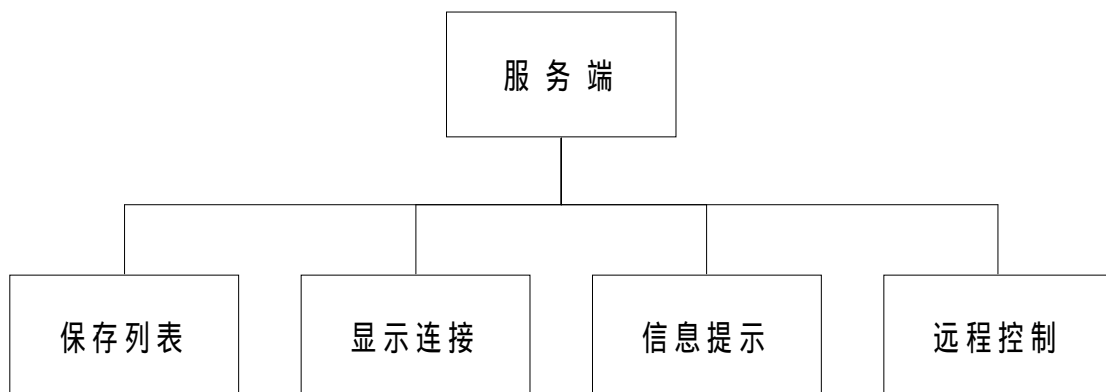 服务端
保存列表
显示连接
信息提示
远程控制